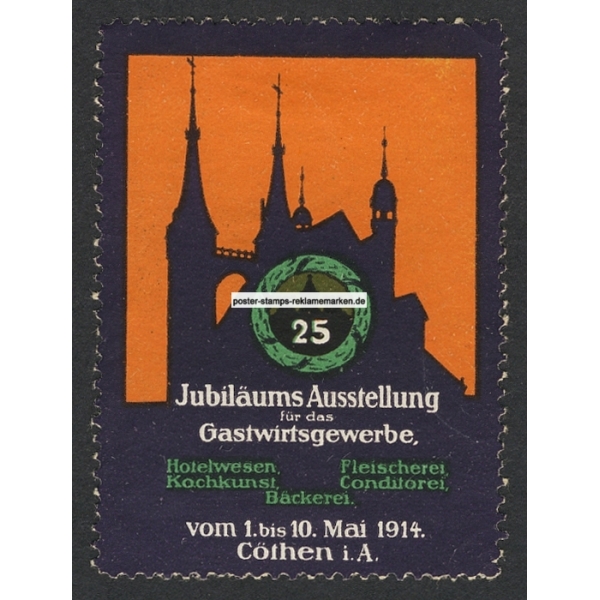 poster-stamps-reklamemarken.de
25
Jubiläums Ausstellung
für das
Gastwirtsgewerbe.
Hotelwesen, Fleischerei,
Kochkunst, Conditorei,
Bäckerei.
vom 1. bis 10. Mai 1914.
Cöthen i. A.